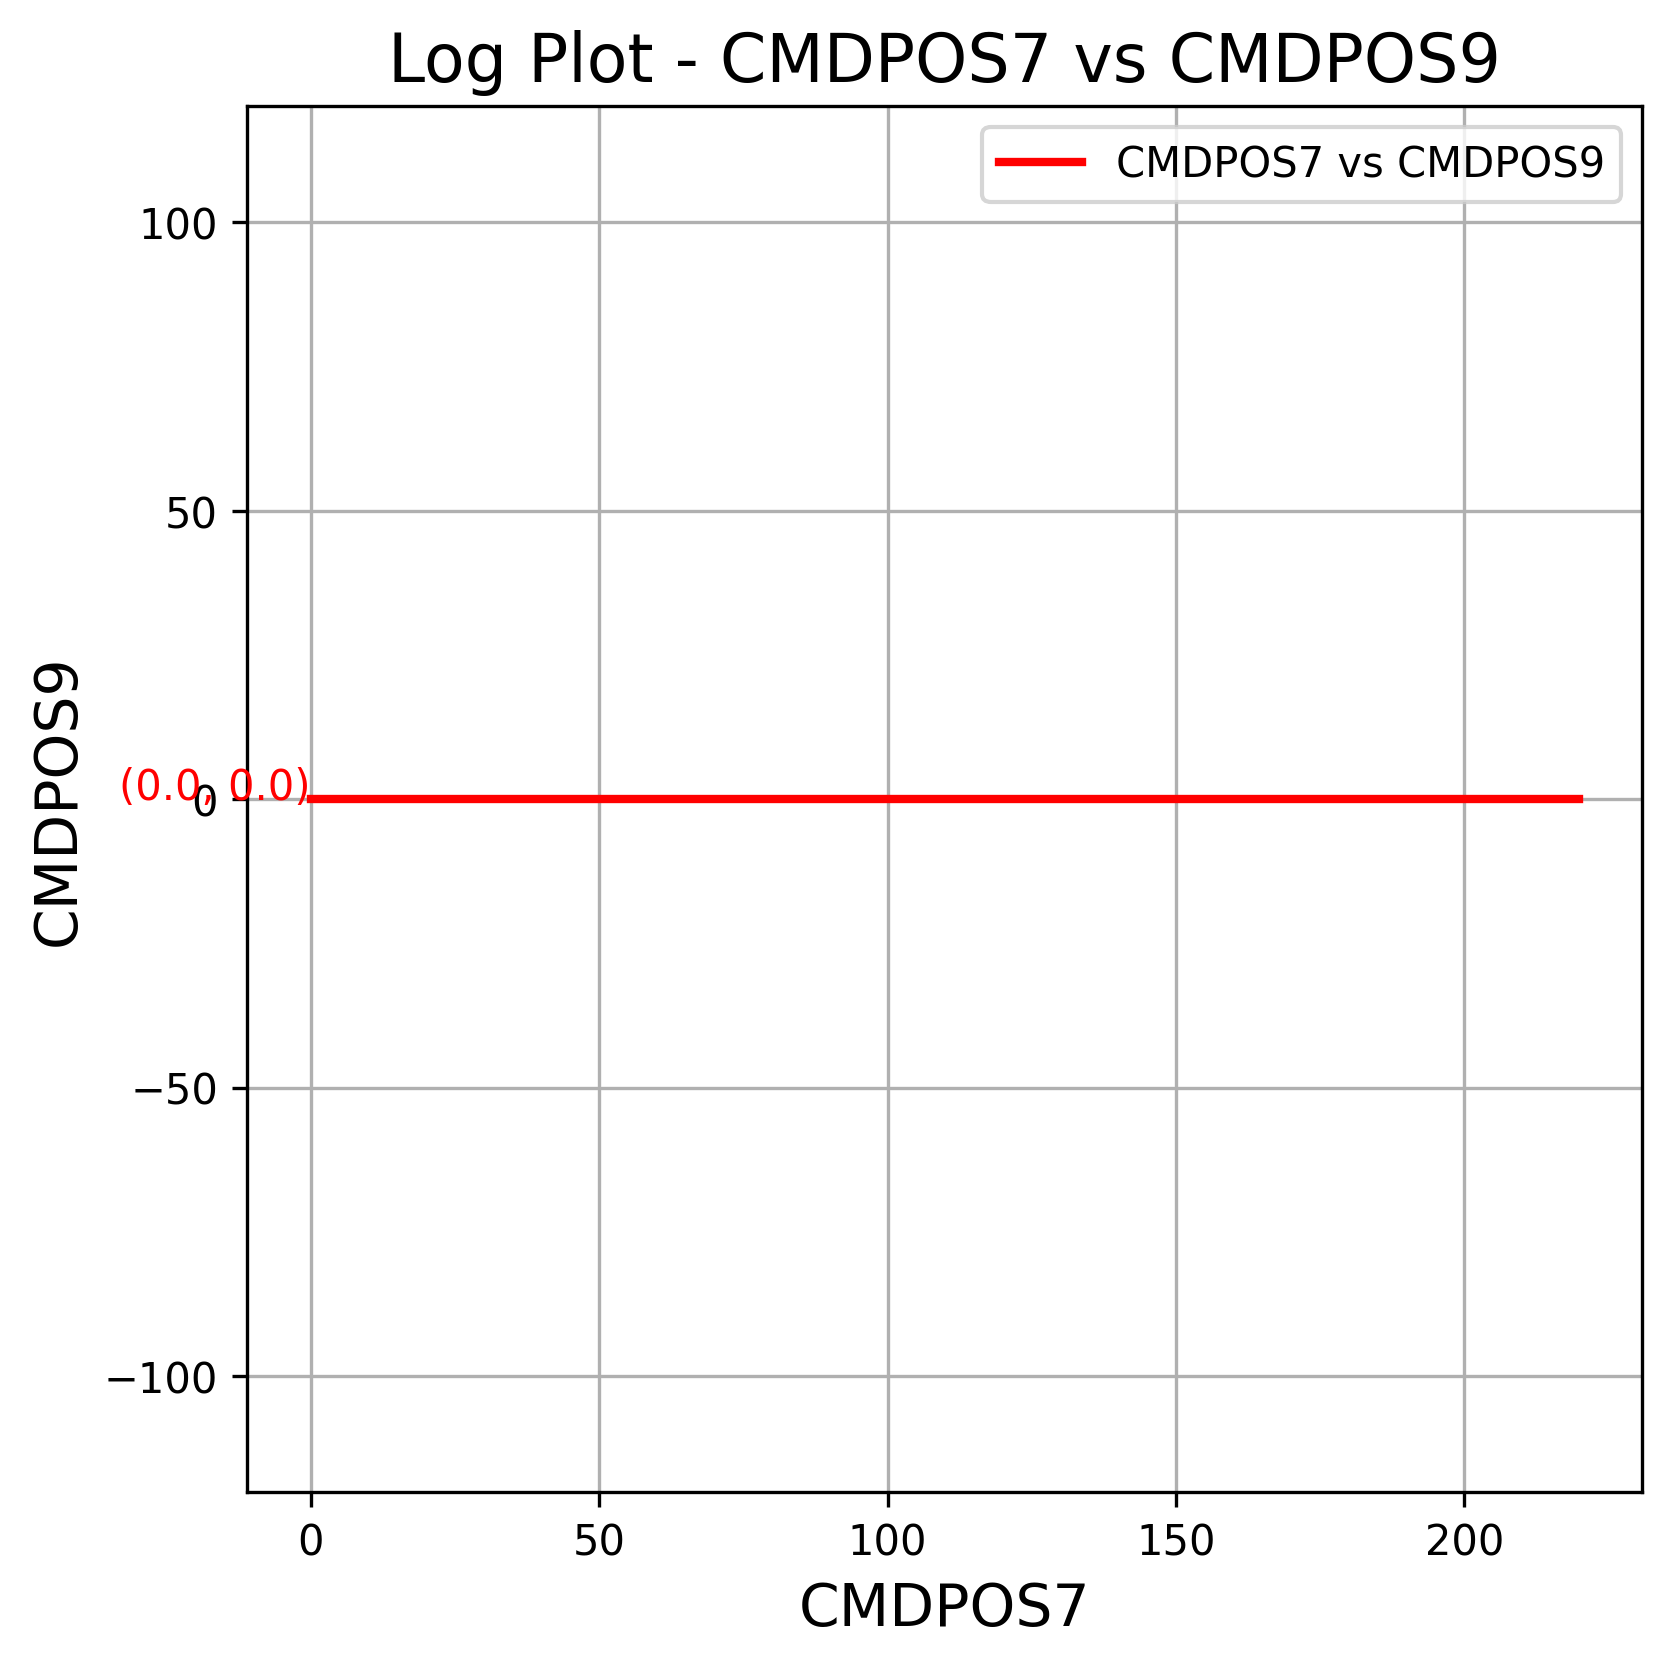 Log Plot - CMDPOS7 vs CMDPOS9
CMDPOS7 vs CMDPOS9
100
50
(0.0, 0.0)
0
−50
−100
CMDPOS9
0 50 100 150 200
CMDPOS7